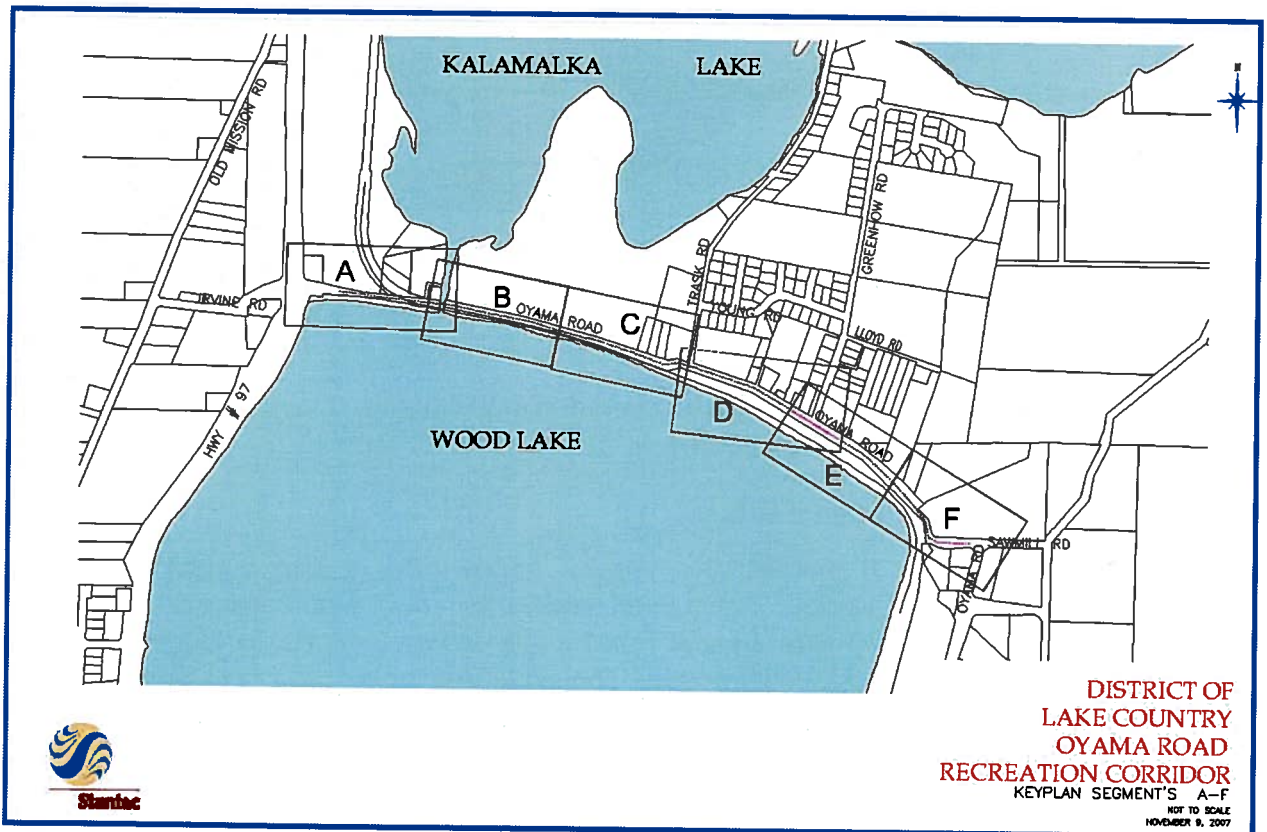 KALAMALKA LAKE
OLD MISSION RD
TRASK RD
GREENHOW RD
A
B
OYAMA ROAD
C
IRVINE RD
YOUNG RD
LLOYD RD
HWY # 97
WOOD LAKE
D
OYAMA ROAD
E
F
SAWMILL RD
OYAMA RD
Stantec
DISTRICT OF
LAKE COUNTRY
OYAMA ROAD
RECREATION CORRIDOR
KEYPLAN SEGMENT'S A-F
NOT TO SCALE
NOVEMBER 9, 2007